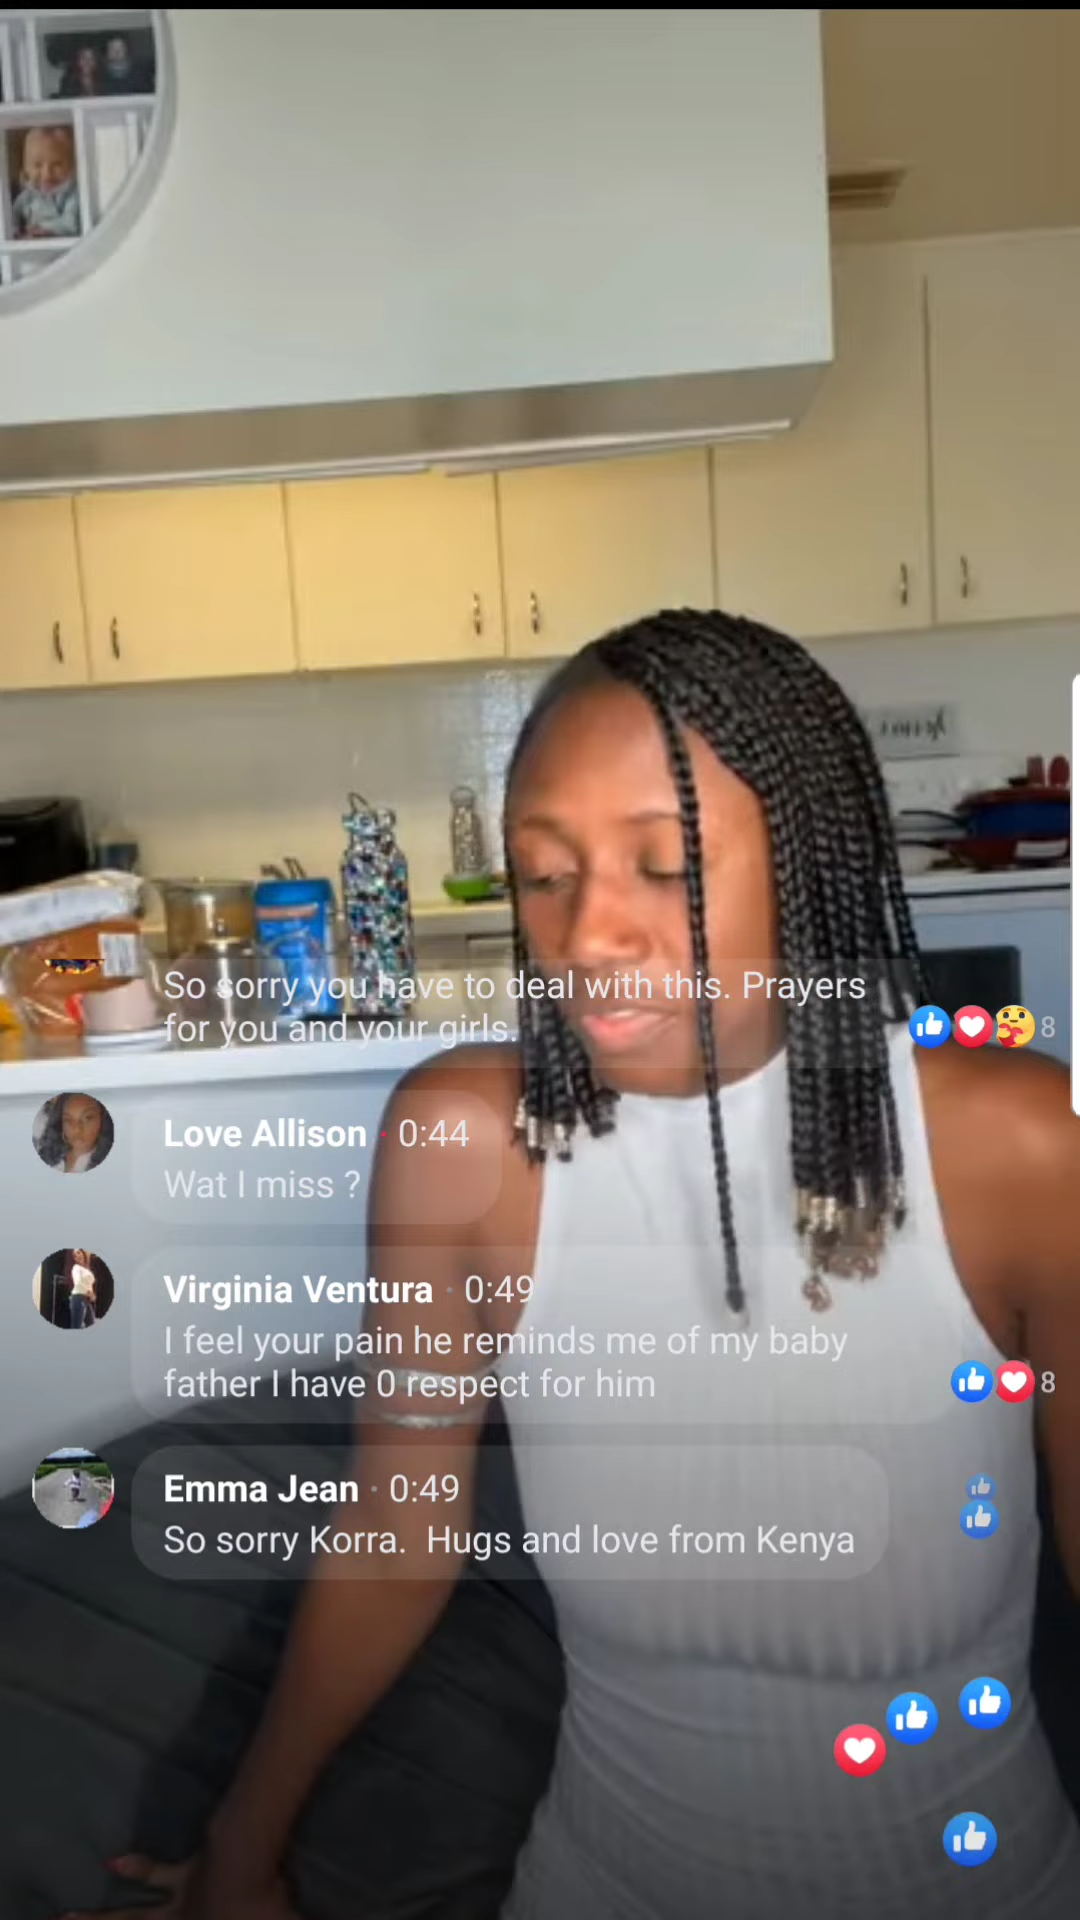 So sorry you have to deal with this. Prayers
for you and your girls.
8
Love Allison · 0:44
Wat I miss ?
Virginia Ventura · 0:49
I feel your pain he reminds me of my baby
father I have 0 respect for him
8
Emma Jean · 0:49
So sorry Korra.  Hugs and love from Kenya